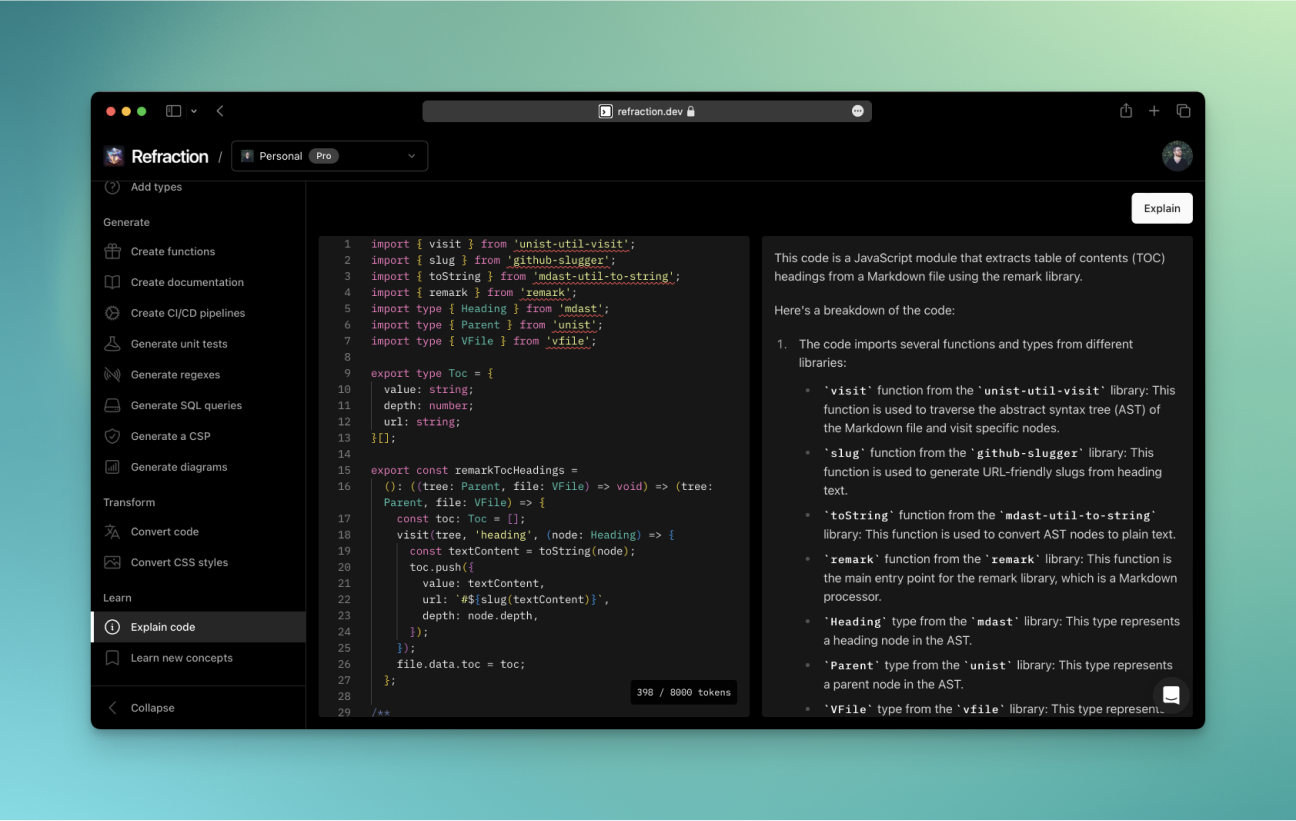 refraction.dev
Refraction / Personal Pro
Add types
Generate
Create functions
Create documentation
Create CI/CD pipelines
Generate unit tests
Generate regexes
Generate SQL queries
Generate a CSP
Generate diagrams
Transform
Convert code
Convert CSS styles
Learn
Explain code
Learn new concepts
Collapse
Explain
1 import { visit } from 'unist-util-visit';
2 import { slug } from 'github-slugger';
3 import { toString } from 'mdast-util-to-string';
4 import { remark } from 'remark';
5 import type { Heading } from 'mdast';
6 import type { Parent } from 'unist';
7 import type { VFile } from 'vfile';
8
9 export type Toc = {
10 value: string;
11 depth: number;
12 url: string;
13 }[];
14
15 export const remarkTocHeadings =
16 (): ((tree: Parent, file: VFile) => void) => (tree:
Parent, file: VFile) => {
17 const toc: Toc = [];
18 visit(tree, 'heading', (node: Heading) => {
19 const textContent = toString(node);
20 toc.push({
21 value: textContent,
22 url: `#${slug(textContent)}`,
23 depth: node.depth,
24 });
25 });
26 file.data.toc = toc;
27 };
28
29 /**
398 / 8000 tokens
This code is a JavaScript module that extracts table of contents (TOC)
headings from a Markdown file using the remark library.
Here's a breakdown of the code:
1. The code imports several functions and types from different
libraries:
• `visit` function from the `unist-util-visit` library: This
function is used to traverse the abstract syntax tree (AST) of
the Markdown file and visit specific nodes.
• `slug` function from the `github-slugger` library: This
function is used to generate URL-friendly slugs from heading
text.
• `toString` function from the `mdast-util-to-string`
library: This function is used to convert AST nodes to plain text.
• `remark` function from the `remark` library: This function is
the main entry point for the remark library, which is a Markdown
processor.
• `Heading` type from the `mdast` library: This type represents
a heading node in the AST.
• `Parent` type from the `unist` library: This type represents
a parent node in the AST.
• `VFile` type from the `vfile` library: This type represents